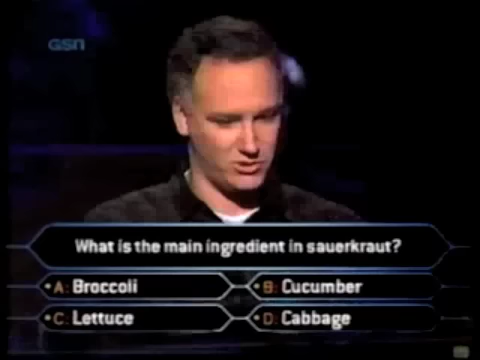 GSN
What is the main ingredient in sauerkraut?
A: Broccoli
B: Cucumber
C: Lettuce
D: Cabbage